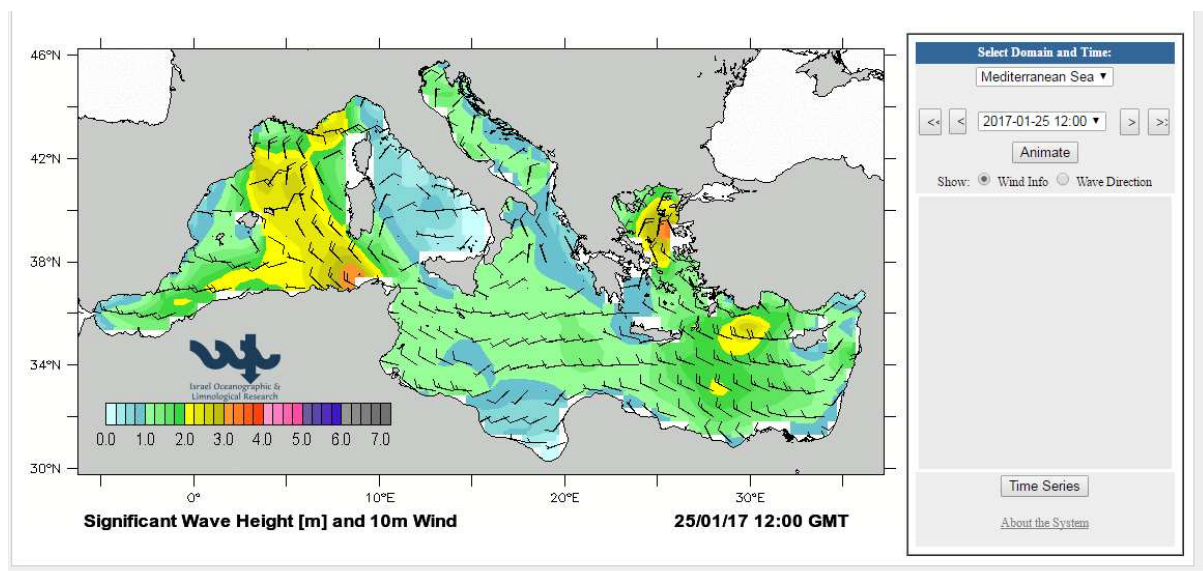 46°N
42°N
38°N
34°N
30°N
Israel Oceanographic &
Limnological Research
0.0 1.0 2.0 3.0 4.0 5.0 6.0 7.0
0° 10°E 20°E 30°E
Significant Wave Height [m] and 10m Wind
25/01/17 12:00 GMT
Select Domain and Time:
Mediterranean Sea
<< < 2017-01-25 12:00 > >>
Animate
Show: Wind Info Wave Direction
Time Series
About the System